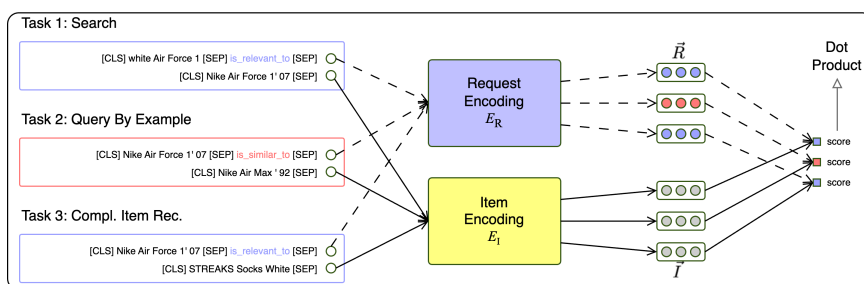 Task 1: Search
[CLS] white Air Force 1 [SEP] is_relevant_to [SEP]
[CLS] Nike Air Force 1' 07 [SEP]
Task 2: Query By Example
[CLS] Nike Air Force 1' 07 [SEP] is_similar_to [SEP]
[CLS] Nike Air Max ' 92 [SEP]
Task 3: Compl. Item Rec.
[CLS] Nike Air Force 1' 07 [SEP] is_relevant_to [SEP]
[CLS] STREAKS Socks White [SEP]
Request
Encoding
E_R
Item
Encoding
E_I
R⃗
I⃗
Dot
Product
score
score
score